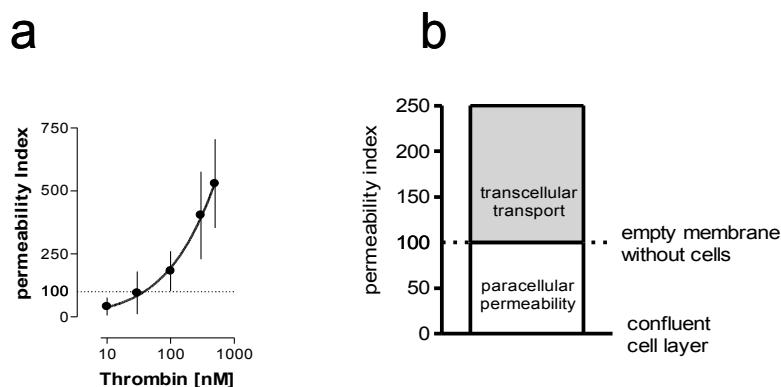 a
permeability Index
750
500
250
100
0
10
100
1000
Thrombin [nM]
b
permeability index
250
200
150
100
50
0
transcellular
transport
paracellular
permeability
empty membrane
without cells
confluent
cell layer